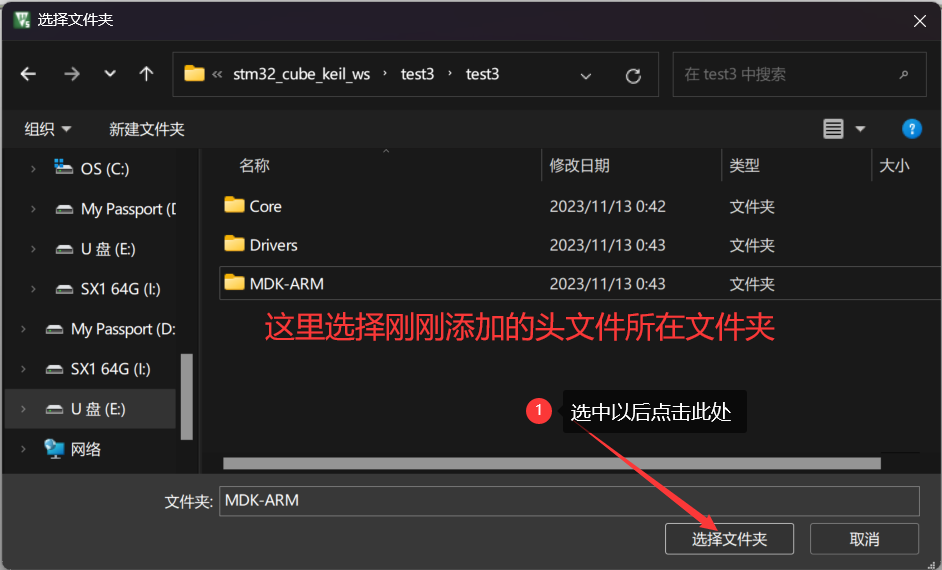 选择文件夹
« stm32_cube_keil_ws › test3 › test3
在 test3 中搜索
组织
新建文件夹
名称 修改日期 类型 大小
OS (C:)
My Passport (D
U 盘 (E:)
SX1 64G (I:)
My Passport (D:
SX1 64G (I:)
U 盘 (E:)
网络
Core 2023/11/13 0:42 文件夹
Drivers 2023/11/13 0:43 文件夹
MDK-ARM 2023/11/13 0:43 文件夹
这里选择刚刚添加的头文件所在文件夹
1 选中以后点击此处
文件夹: MDK-ARM
选择文件夹 取消